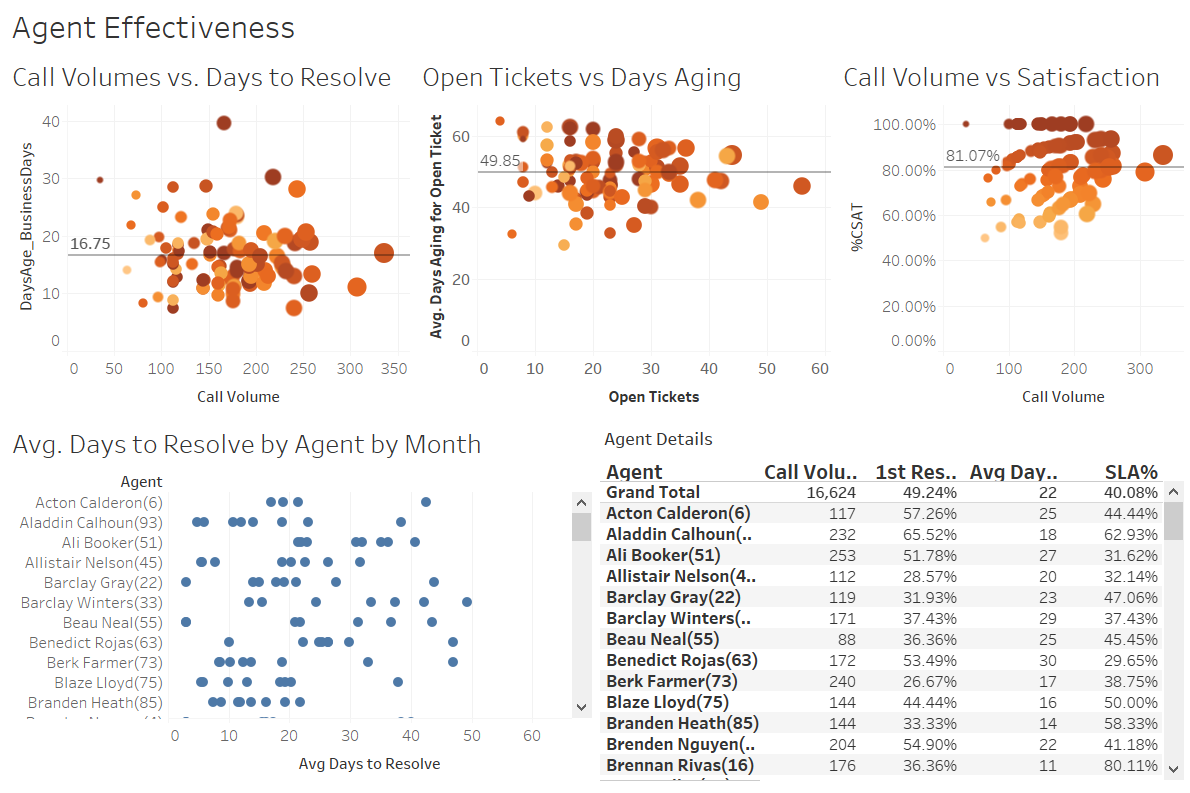 Agent Effectiveness
Call Volumes vs. Days to Resolve
DaysAge_BusinessDays
40
30
20
10
0
16.75
0 50 100 150 200 250 300 350
Call Volume
Open Tickets vs Days Aging
Avg. Days Aging for Open Ticket
60
40
20
0
49.85
0 10 20 30 40 50 60
Open Tickets
Call Volume vs Satisfaction
%CSAT
100.00%
80.00%
60.00%
40.00%
20.00%
0.00%
81.07%
0 100 200 300
Call Volume
Avg. Days to Resolve by Agent by Month
Agent
Acton Calderon(6)
Aladdin Calhoun(93)
Ali Booker(51)
Allistair Nelson(45)
Barclay Gray(22)
Barclay Winters(33)
Beau Neal(55)
Benedict Rojas(63)
Berk Farmer(73)
Blaze Lloyd(75)
Branden Heath(85)
0 10 20 30 40 50 60
Avg Days to Resolve
Agent Details
Agent Call Volu.. 1st Res... Avg Day.. SLA%
Grand Total 16,624 49.24% 22 40.08%
Acton Calderon(6) 117 57.26% 25 44.44%
Aladdin Calhoun(.. 232 65.52% 18 62.93%
Ali Booker(51) 253 51.78% 27 31.62%
Allistair Nelson(4.. 112 28.57% 20 32.14%
Barclay Gray(22) 119 31.93% 23 47.06%
Barclay Winters(.. 171 37.43% 29 37.43%
Beau Neal(55) 88 36.36% 25 45.45%
Benedict Rojas(63) 172 53.49% 30 29.65%
Berk Farmer(73) 240 26.67% 17 38.75%
Blaze Lloyd(75) 144 44.44% 16 50.00%
Branden Heath(85) 144 33.33% 14 58.33%
Brenden Nguyen(.. 204 54.90% 22 41.18%
Brennan Rivas(16) 176 36.36% 11 80.11%